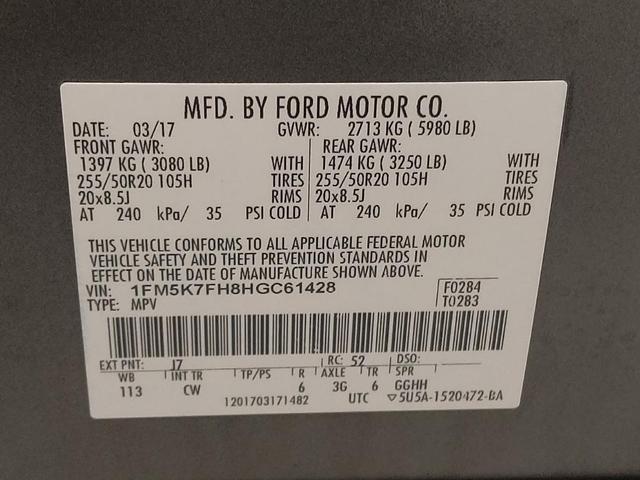 MFD. BY FORD MOTOR CO.
DATE: 03/17 GVWR: 2713 KG ( 5980 LB)
FRONT GAWR: REAR GAWR:
1397 KG ( 3080 LB) WITH 1474 KG ( 3250 LB) WITH
255/50R20 105H TIRES 255/50R20 105H TIRES
20x8.5J RIMS 20x8.5J RIMS
AT 240 kPa/ 35 PSI COLD AT 240 kPa/ 35 PSI COLD
THIS VEHICLE CONFORMS TO ALL APPLICABLE FEDERAL MOTOR
VEHICLE SAFETY AND THEFT PREVENTION STANDARDS IN
EFFECT ON THE DATE OF MANUFACTURE SHOWN ABOVE.
VIN: 1FM5K7FH8HGC61428 F0284
TYPE: MPV T0283
EXT PNT: J7 RC: 52 DSO:
WB INT TR TP/PS R AXLE TR SPR
113 CW 6 3G 6 GGHH
1201703171482 UTC ▽5U5A-1520472-BA